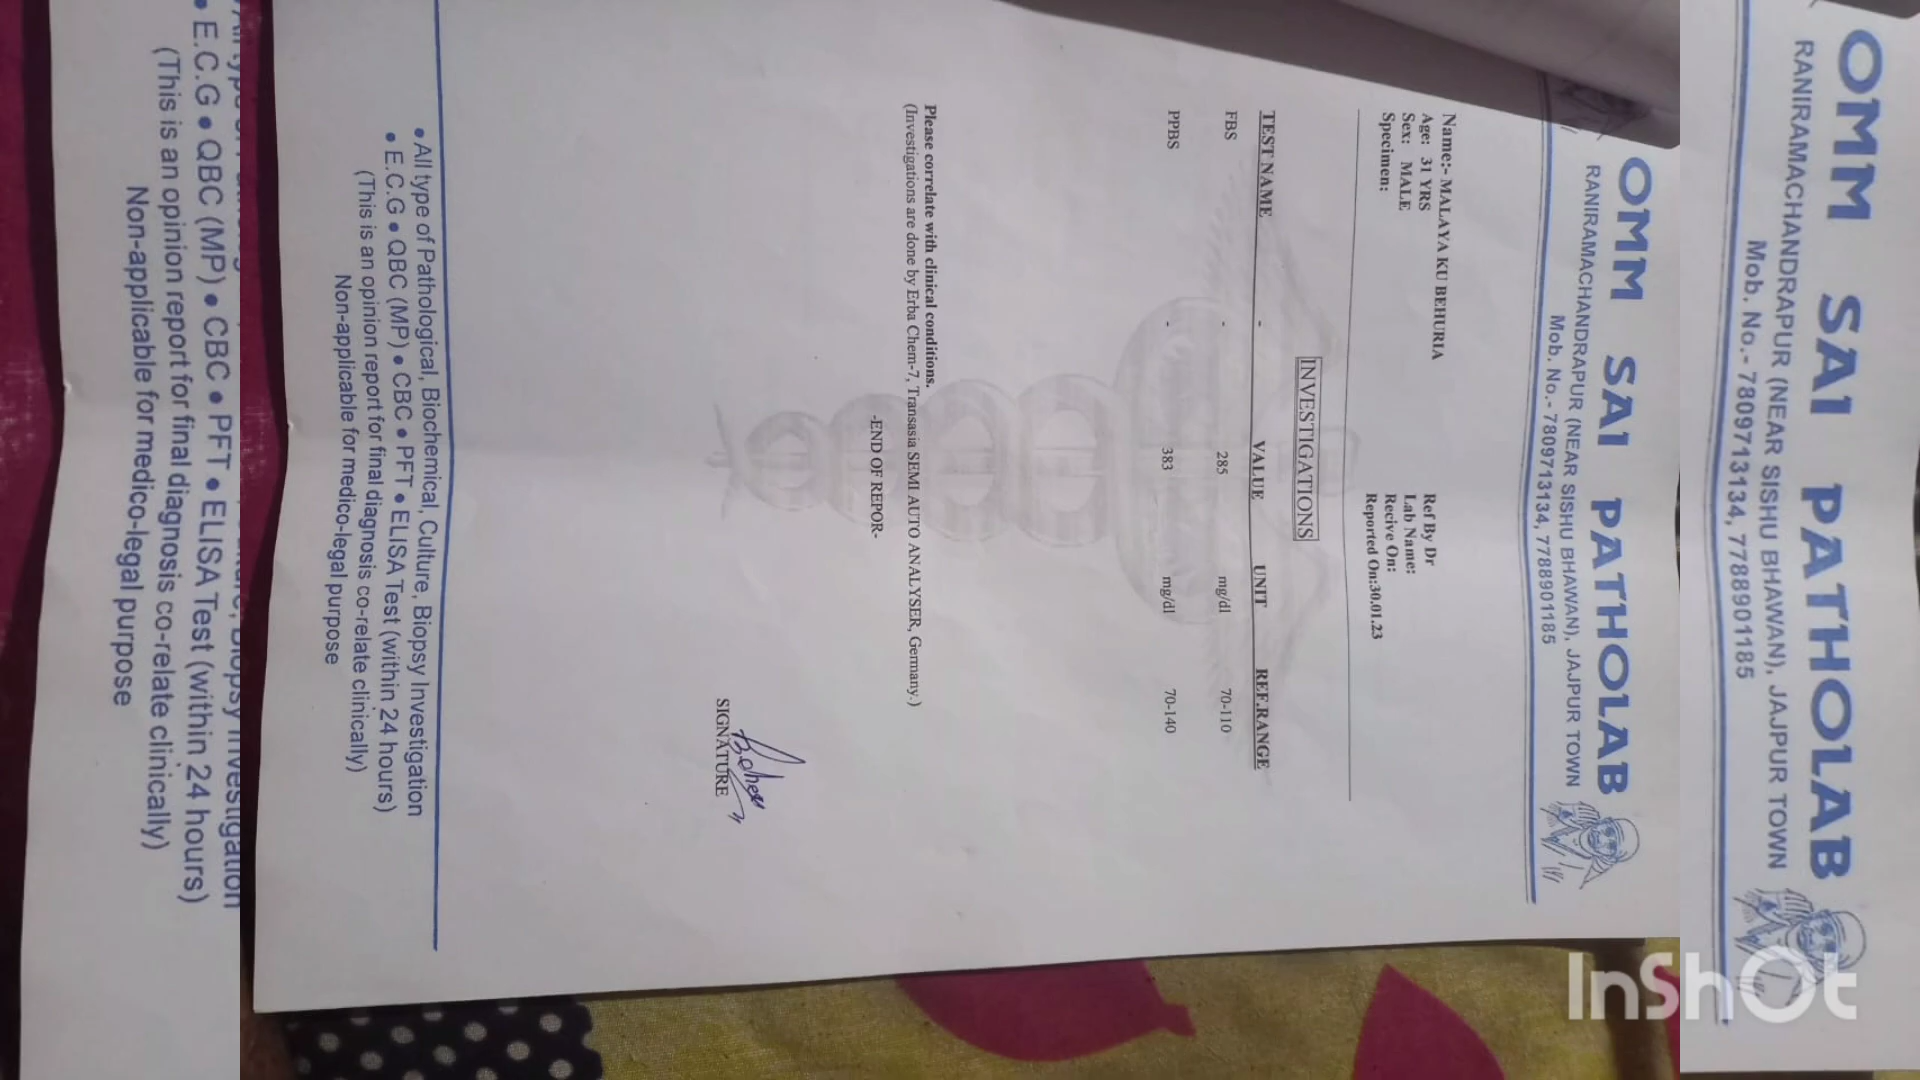 OMM SAI PATHOLAB
RANIRAMACHANDRAPUR (NEAR SISHU BHAWAN), JAJPUR TOWN
Mob. No.- 7809713134, 7788901185
Name:- MALAYA KU BEHURIA
Age: 31 YRS
Sex: MALE
Specimen:
Ref By Dr
Lab Name:
Recive On:
Reported On:30.01.23
INVESTIGATIONS
TEST NAME - VALUE UNIT REF.RANGE
FBS - 285 mg/dl 70-110
PPBS - 383 mg/dl 70-140
Please correlate with clinical conditions.
(Investigations are done by Erba Chem-7, Transasia SEMI AUTO ANALYSER, Germany.)
-END OF REPOR-
SIGNATURE
• All type of Pathological, Biochemical, Culture, Biopsy Investigation
• E.C.G • QBC (MP) • CBC • PFT • ELISA Test (within 24 hours)
(This is an opinion report for final diagnosis co-relate clinically)
Non-applicable for medico-legal purpose
OMM SAI PATHOLAB
RANIRAMACHANDRAPUR (NEAR SISHU BHAWAN), JAJPUR TOWN
Mob. No.- 7809713134, 7788901185
• E.C.G • QBC (MP) • CBC • PFT • ELISA Test (within 24 hours)
(This is an opinion report for final diagnosis co-relate clinically)
Non-applicable for medico-legal purpose
InShOt